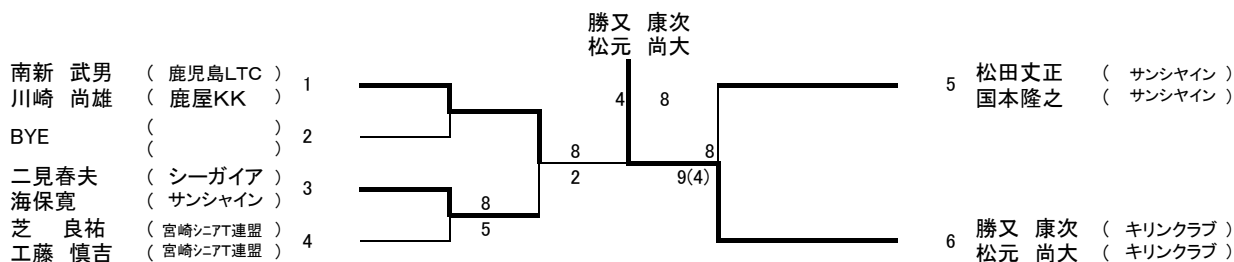 勝又 康次
松元 尚大
南新 武男 ( 鹿児島LTC ) 1
川崎 尚雄 ( 鹿屋KK )
BYE ( ) 2
( )
二見春夫 ( シーガイア ) 3
海保寛 ( サンシャイン )
芝 良祐 ( 宮崎シニアT連盟 ) 4
工藤 慎吉 ( 宮崎シニアT連盟 )
8
5
8
2
4 8
8
9(4)
5 松田丈正 ( サンシャイン )
国本隆之 ( サンシャイン )
6 勝又 康次 ( キリンクラブ )
松元 尚大 ( キリンクラブ )